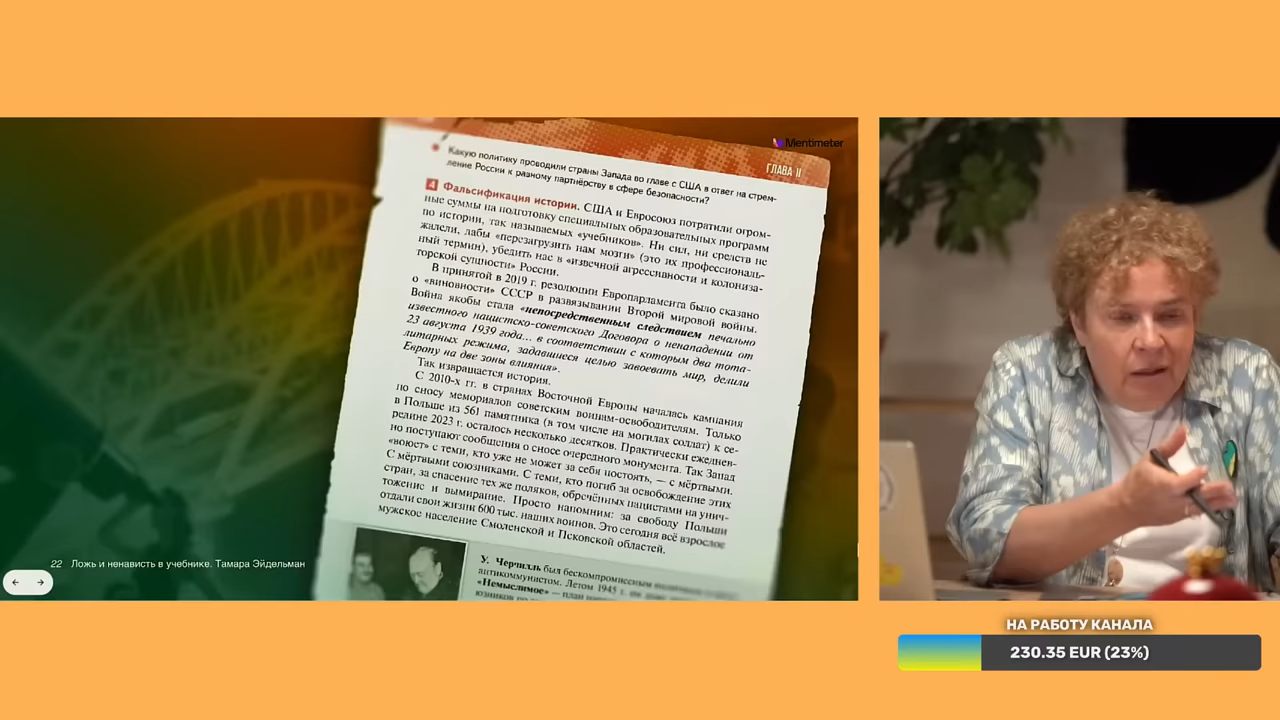 Mentimeter
ГЛАВА II
Какую политику проводили страны Запада во главе с США в ответ на стрем-
ление России к равному партнёрству в сфере безопасности?
4 Фальсификация истории. США и Евросоюз потратили огром-
ные суммы на подготовку специальных образовательных программ
по истории, так называемых «учебников». Ни сил, ни средств не
жалели, дабы «перезагрузить нам мозги» (это их профессиональ-
ный термин), убедить нас в «извечной агрессивности и колониза-
торской сущности» России.
В принятой в 2019 г. резолюции Европарламента было сказано
о «виновности» СССР в развязывании Второй мировой войны.
Война якобы стала «непосредственным следствием печально
известного нацистско-советского Договора о ненападении от
23 августа 1939 года... в соответствии с которым два тота-
литарных режима, задавшиеся целью завоевать мир, делили
Европу на две зоны влияния».
Так извращается история.
С 2010-х гг. в странах Восточной Европы началась кампания
по сносу мемориалов советским воинам-освободителям. Только
в Польше из 561 памятника (в том числе на могилах солдат) к се-
редине 2023 г. осталось несколько десятков. Практически ежеднев-
но поступают сообщения о сносе очередного монумента. Так Запад
«воюет» с теми, кто уже не может за себя постоять, — с мёртвыми.
С мёртвыми союзниками. С теми, кто погиб за освобождение этих
стран, за спасение тех же поляков, обречённых нацистами на унич-
тожение и вымирание. Просто напомним: за свободу Польши
отдали свои жизни 600 тыс. наших воинов. Это сегодня всё взрослое
мужское население Смоленской и Псковской областей.
У. Черчилль был бескомпромиссным
антикоммунистом. Летом 1945 г.
«Немыслимое» — план
22 Ложь и ненависть в учебнике. Тамара Эйдельман
НА РАБОТУ КАНАЛА
230.35 EUR (23%)